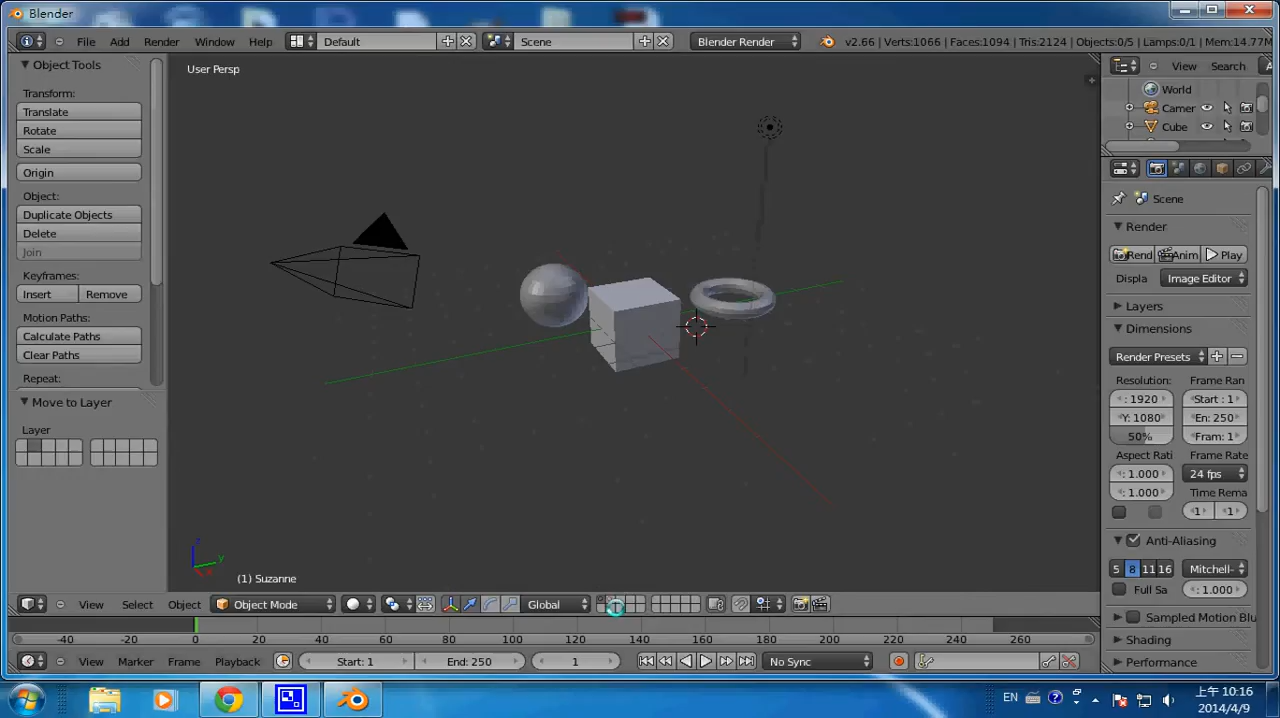 Blender
File Add Render Window Help Default Scene Blender Render v2.66 | Verts:1066 | Faces:1094 | Tris:2124 | Objects:0/5 | Lamps:0/1 | Mem:14.77M
Object Tools
Transform:
Translate
Rotate
Scale
Origin
Object:
Duplicate Objects
Delete
Join
Keyframes:
Insert Remove
Motion Paths:
Calculate Paths
Clear Paths
Repeat:
Move to Layer
Layer
User Persp
z
y
x
(1) Suzanne
View Search
World
Camer
Cube
Scene
Render
Rend Anim Play
Displa Image Editor
Layers
Dimensions
Render Presets
Resolution: Frame Ran
: 1920 Start : 1
Y: 1080 En: 250
50% Fram: 1
Aspect Rati Frame Rate
: 1.000 24 fps
: 1.000 Time Rema
: 1 : 1
Anti-Aliasing
5 8 11 16 Mitchell-
Full Sa : 1.000
Sampled Motion Blu
Shading
Performance
View Select Object Object Mode Global
-40 -20 0 20 40 60 80 100 120 140 160 180 200 220 240 260
View Marker Frame Playback Start: 1 End: 250 1 No Sync
EN
上午 10:16
2014/4/9